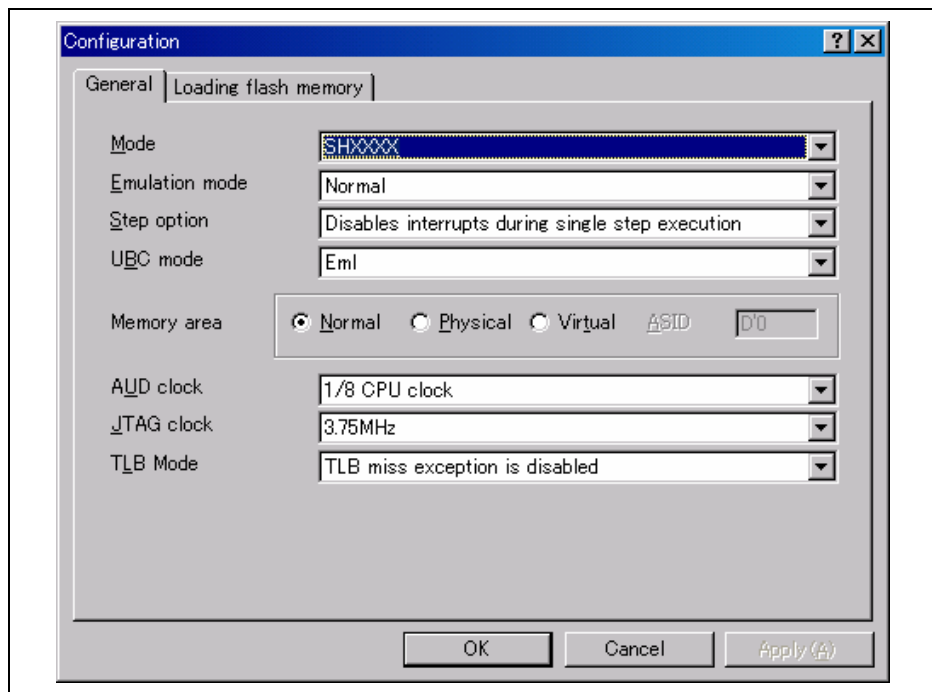 Configuration
General Loading flash memory
Mode SHXXXX
Emulation mode Normal
Step option Disables interrupts during single step execution
UBC mode Eml
Memory area Normal Physical Virtual ASID D'0
AUD clock 1/8 CPU clock
JTAG clock 3.75MHz
TLB Mode TLB miss exception is disabled
OK Cancel Apply(A)